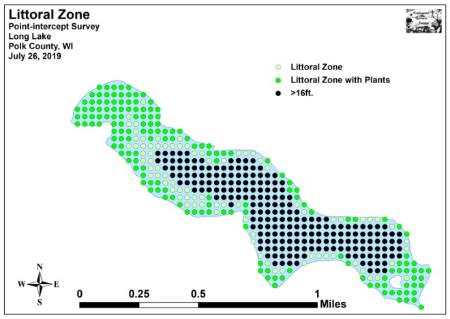 Littoral Zone
Point-intercept Survey
Long Lake
Polk County, WI
July 26, 2019
Littoral Zone
Littoral Zone with Plants
>16ft.
N
W E
S
0 0.25 0.5 1
Miles